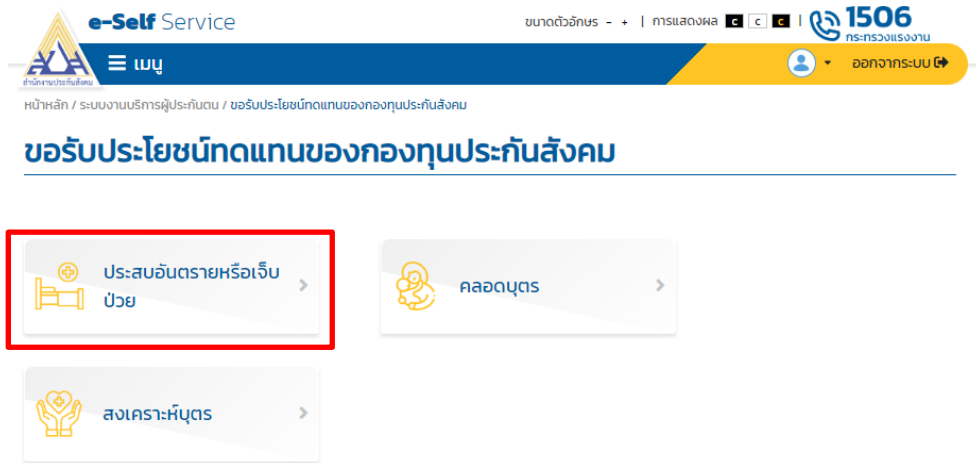 e-Self Service
ขนาดตัวอักษร - + | การแสดงผล C C C | 1506
กระทรวงแรงงาน
สำนักงานประกันสังคม
☰ เมนู
ออกจากระบบ
หน้าหลัก / ระบบงานบริการผู้ประกันตน / ขอรับประโยชน์ทดแทนของกองทุนประกันสังคม
ขอรับประโยชน์ทดแทนของกองทุนประกันสังคม
ประสบอันตรายหรือเจ็บ
ป่วย
คลอดบุตร
สงเคราะห์บุตร